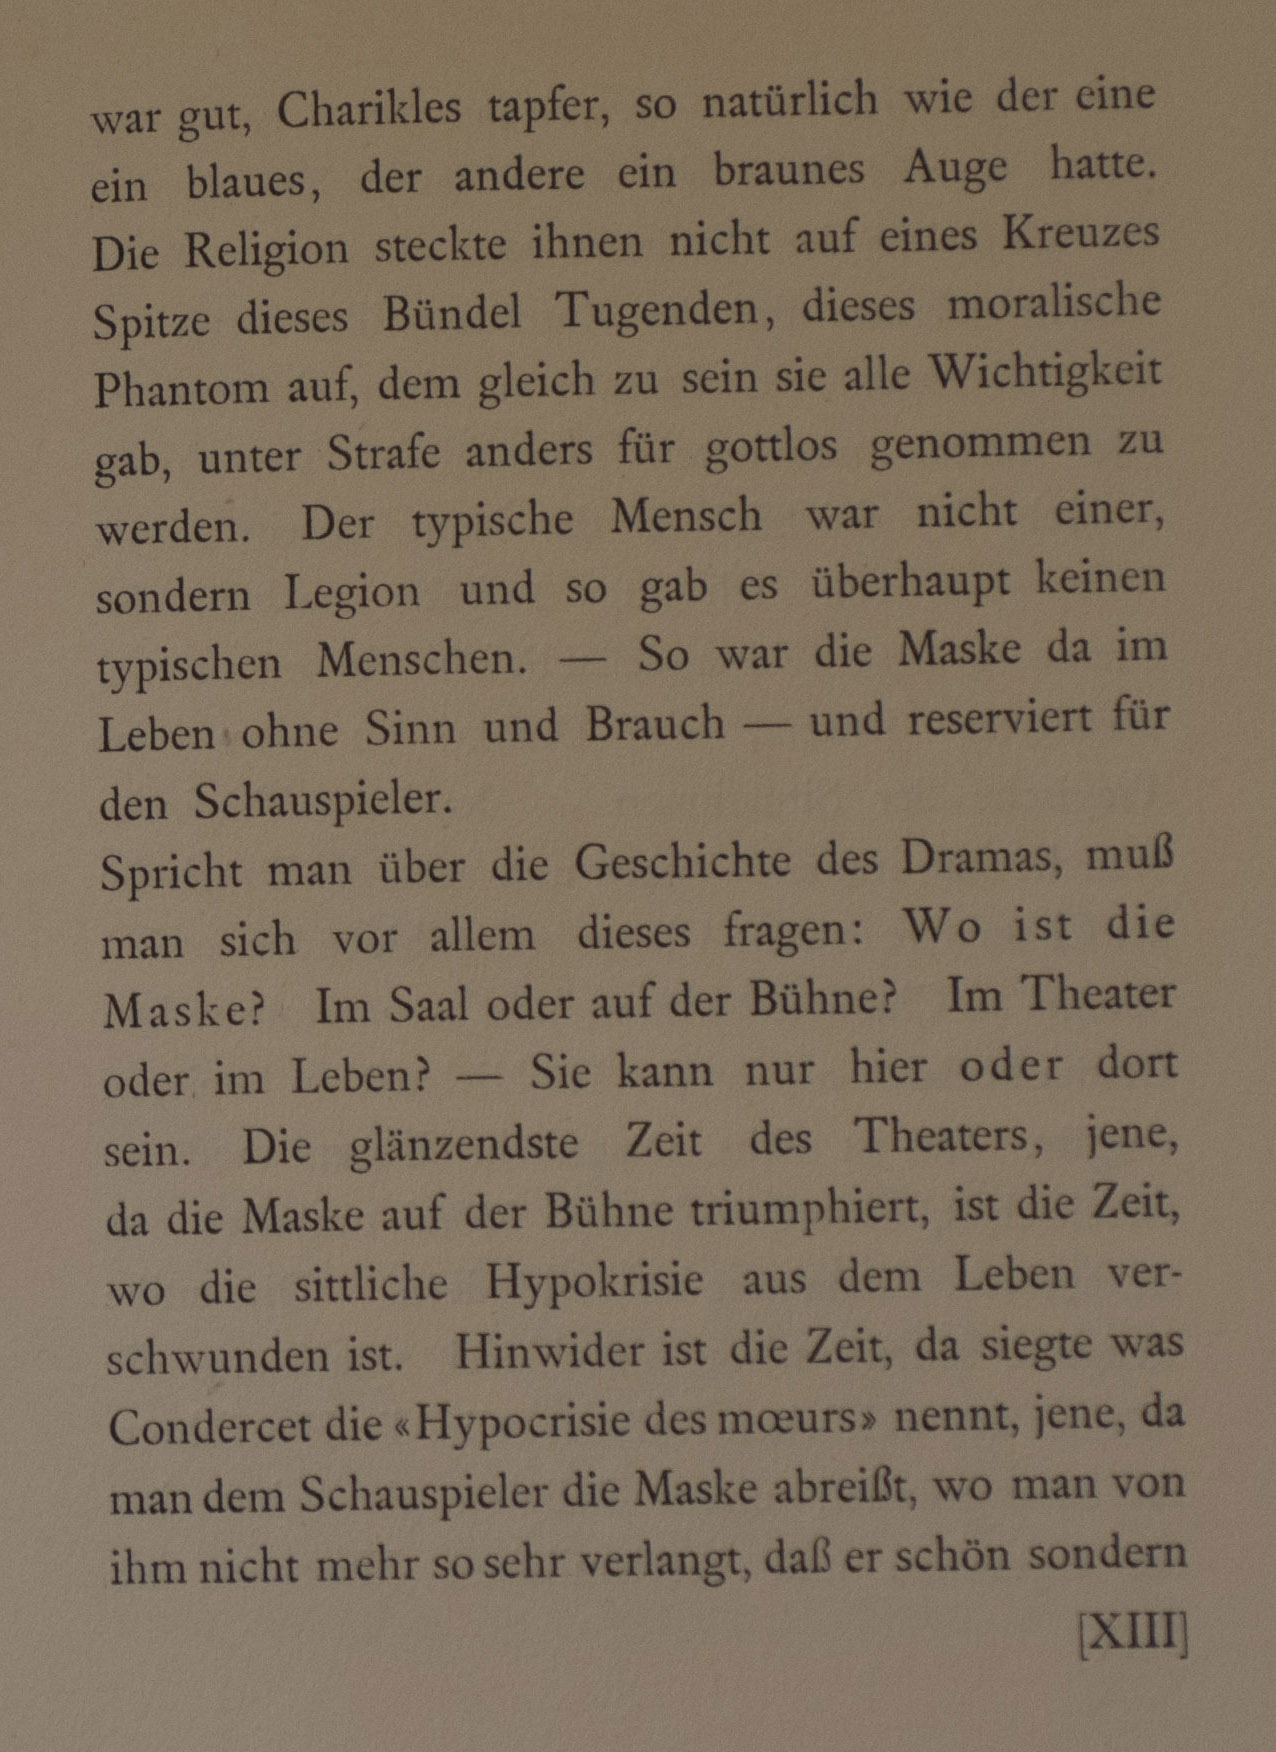 war gut, Charikles tapfer, so natürlich wie der eine
ein blaues, der andere ein braunes Auge hatte.
Die Religion steckte ihnen nicht auf eines Kreuzes
Spitze dieses Bündel Tugenden, dieses moralische
Phantom auf, dem gleich zu sein sie alle Wichtigkeit
gab, unter Strafe anders für gottlos genommen zu
werden. Der typische Mensch war nicht einer,
sondern Legion und so gab es überhaupt keinen
typischen Menschen. — So war die Maske da im
Leben ohne Sinn und Brauch — und reserviert für
den Schauspieler.
Spricht man über die Geschichte des Dramas, muß
man sich vor allem dieses fragen: Wo ist die
Maske? Im Saal oder auf der Bühne? Im Theater
oder im Leben? — Sie kann nur hier oder dort
sein. Die glänzendste Zeit des Theaters, jene,
da die Maske auf der Bühne triumphiert, ist die Zeit,
wo die sittliche Hypokrisie aus dem Leben ver-
schwunden ist. Hinwider ist die Zeit, da siegte was
Condercet die «Hypocrisie des mœurs» nennt, jene, da
man dem Schauspieler die Maske abreißt, wo man von
ihm nicht mehr so sehr verlangt, daß er schön sondern
[XIII]